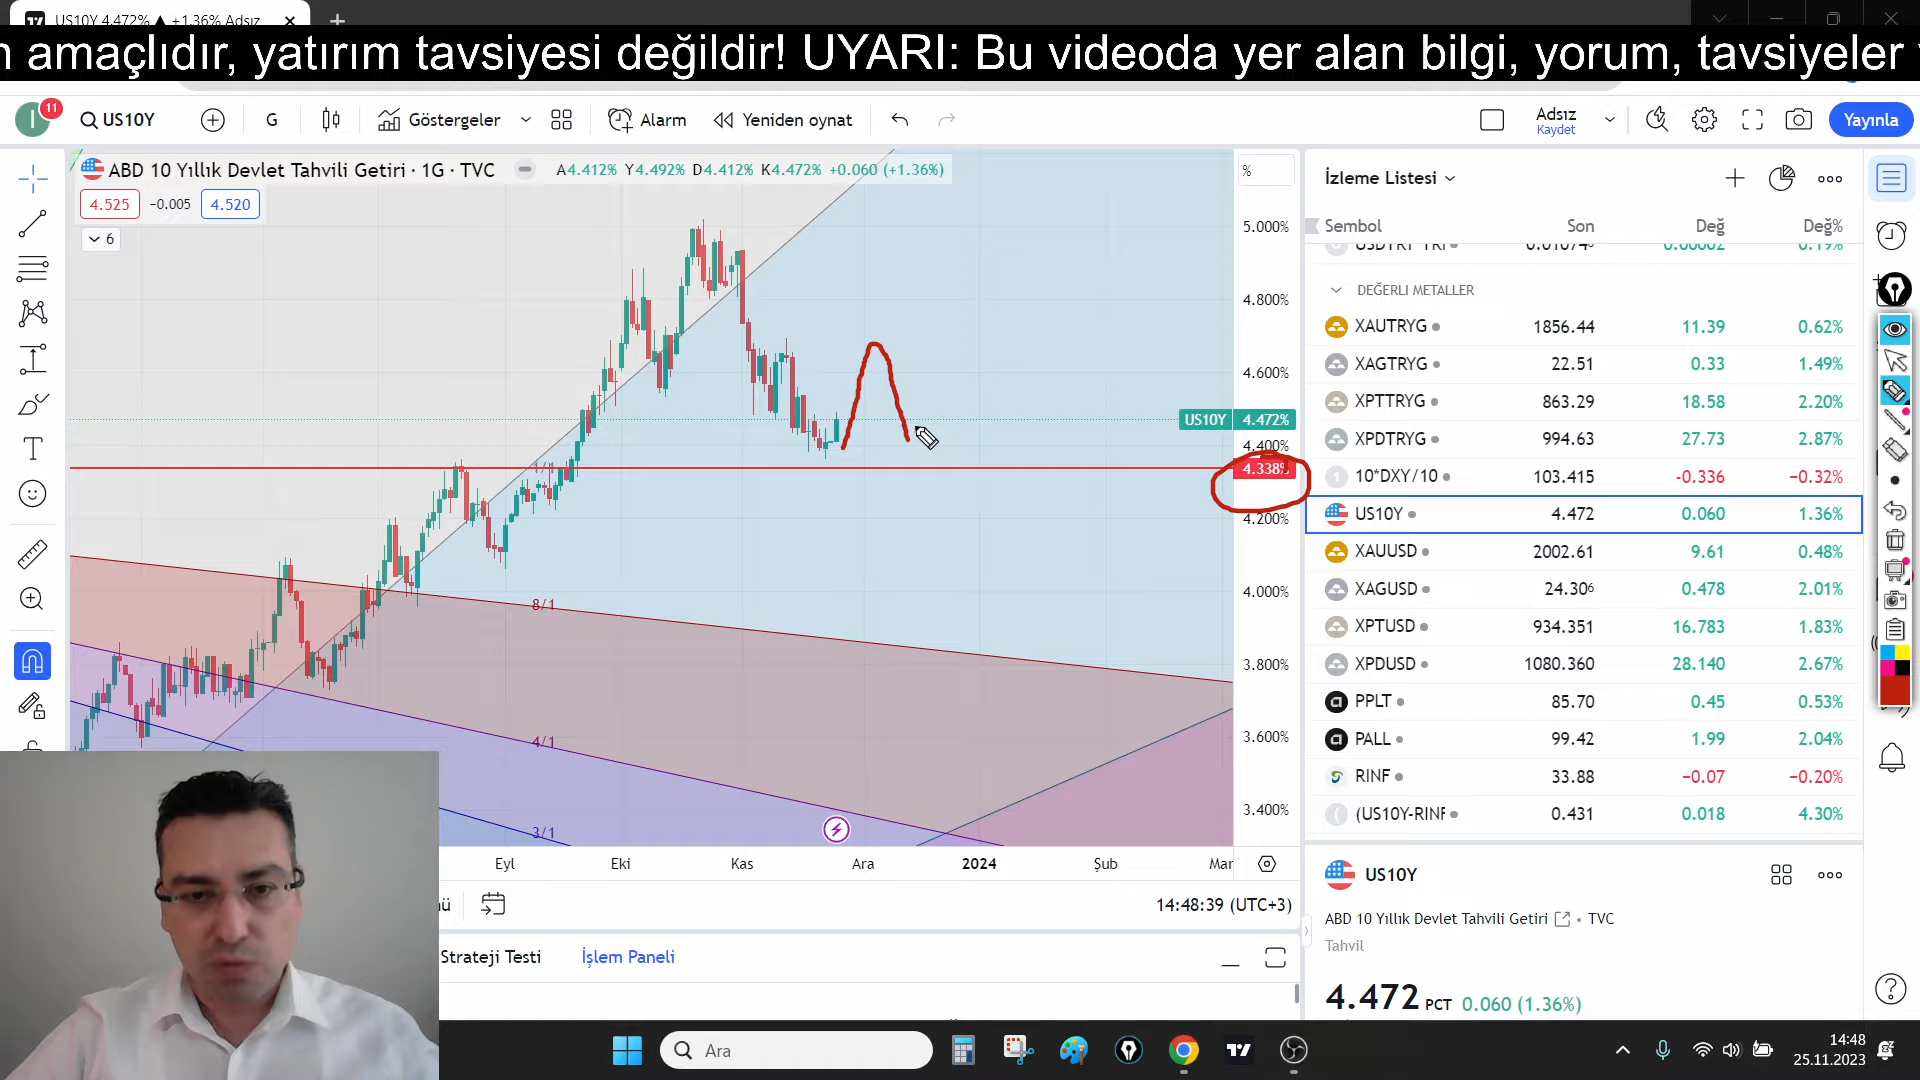 US10Y 4.472% ▲ +1.36% Adsız
amaçlıdır, yatırım tavsiyesi değildir! UYARI: Bu videoda yer alan bilgi, yorum, tavsiyeler
I
11
US10Y
G
Göstergeler
Alarm
Yeniden oynat
Adsız
Kaydet
Yayınla
ABD 10 Yıllık Devlet Tahvili Getiri · 1G · TVC
A4.412% Y4.492% D4.412% K4.472% +0.060 (+1.36%)
4.525 −0.005 4.520
6
%
5.000%
4.800%
4.600%
US10Y 4.472%
4.400%
4.338%
4.200%
4.000%
3.800%
3.600%
3.400%
1/1
8/1
4/1
3/1
Eyl Eki Kas Ara 2024 Şub Mar
14:48:39 (UTC+3)
Strateji Testi İşlem Paneli
İzleme Listesi
Sembol Son Değ Değ%
DEĞERLI METALLER
XAUTRYG 1856.44 11.39 0.62%
XAGTRYG 22.51 0.33 1.49%
XPTTRYG 863.29 18.58 2.20%
XPDTRYG 994.63 27.73 2.87%
10*DXY/10 103.415 -0.336 −0.32%
US10Y 4.472 0.060 1.36%
XAUUSD 2002.61 9.61 0.48%
XAGUSD 24.306 0.478 2.01%
XPTUSD 934.351 16.783 1.83%
XPDUSD 1080.360 28.140 2.67%
PPLT 85.70 0.45 0.53%
PALL 99.42 1.99 2.04%
RINF 33.88 −0.07 −0.20%
(US10Y-RINF 0.431 0.018 4.30%
US10Y
ABD 10 Yıllık Devlet Tahvili Getiri • TVC
Tahvil
4.472 PCT 0.060 (1.36%)
Ara
14:48
25.11.2023